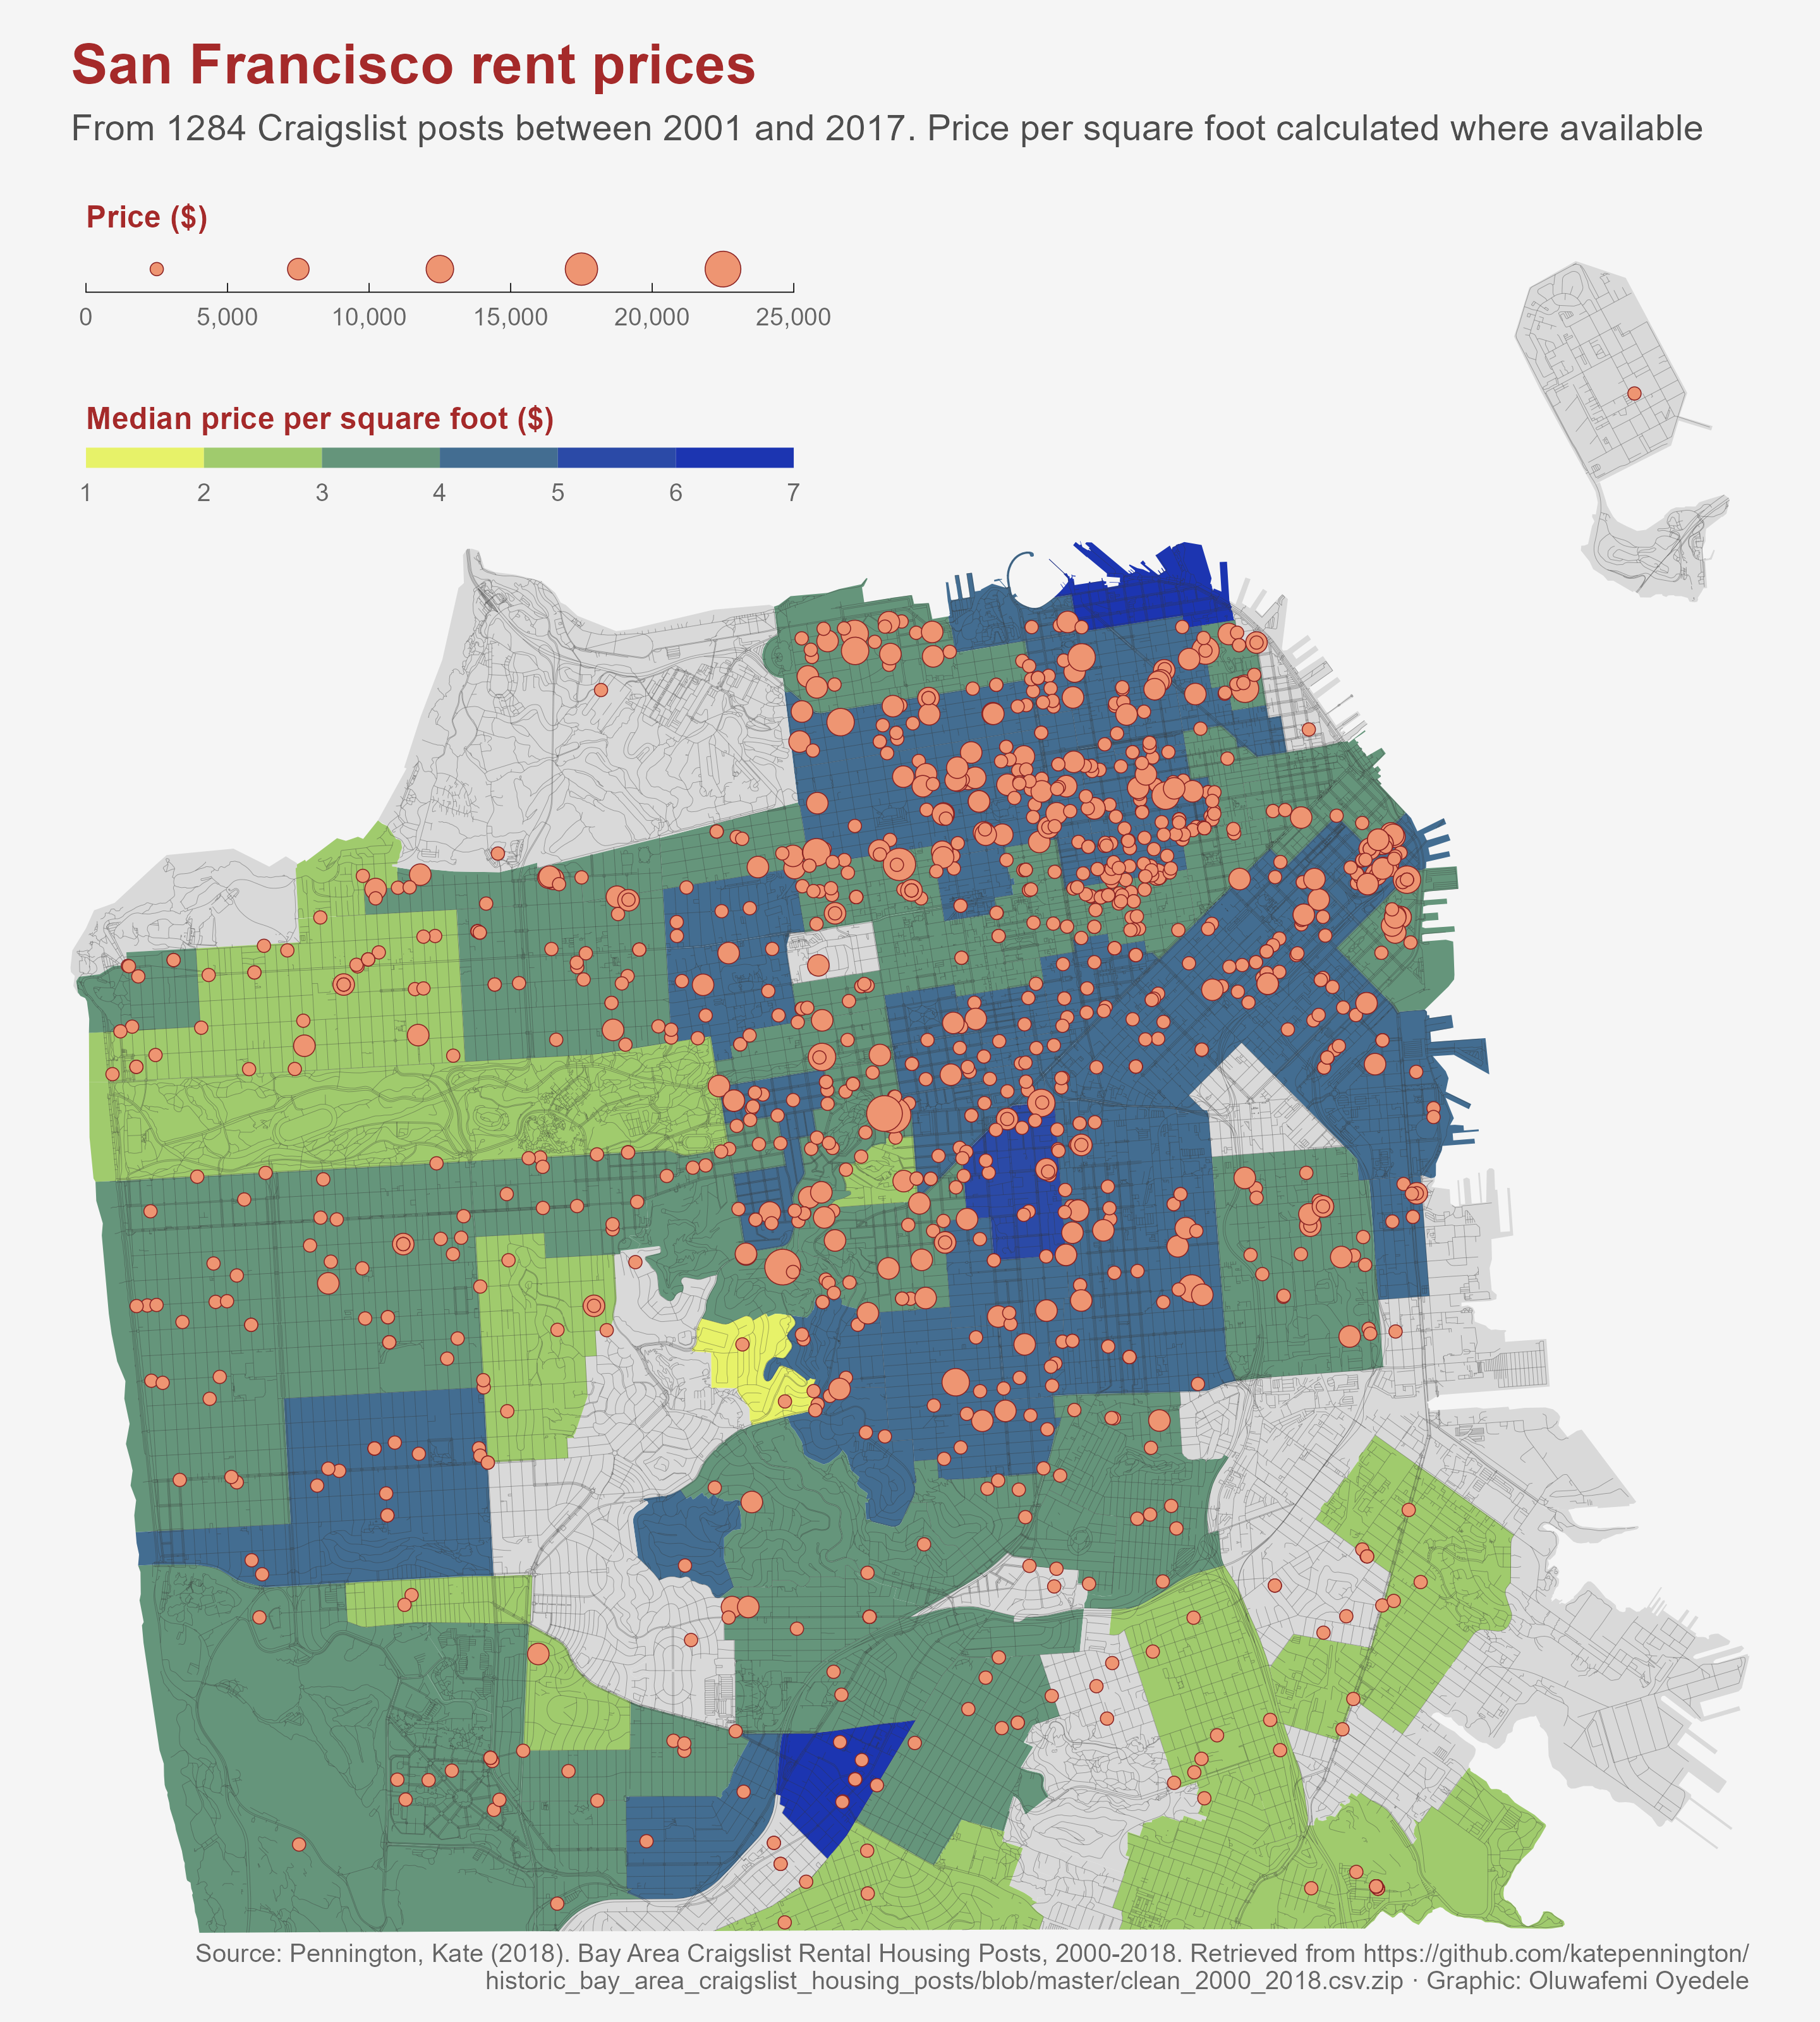 San Francisco rent prices
From 1284 Craigslist posts between 2001 and 2017. Price per square foot calculated where available
Price ($)
0 5,000 10,000 15,000 20,000 25,000
Median price per square foot ($)
1 2 3 4 5 6 7
Source: Pennington, Kate (2018). Bay Area Craigslist Rental Housing Posts, 2000-2018. Retrieved from https://github.com/katepennington/
historic_bay_area_craigslist_housing_posts/blob/master/clean_2000_2018.csv.zip · Graphic: Oluwafemi Oyedele